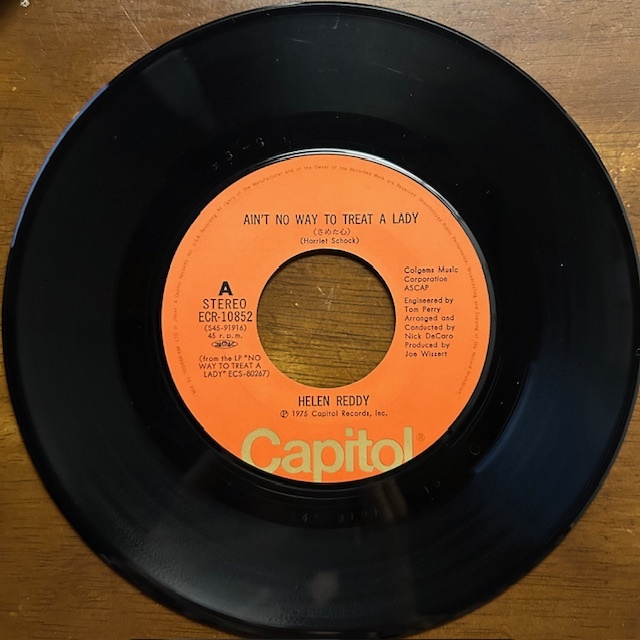 AIN'T NO WAY TO TREAT A LADY
(さめた心)
(Harriet Schock)
A
STEREO
ECR-10852
(S45-91916)
45 r.p.m.
(from the LP "NO
WAY TO TREAT A
LADY" ECS-80267)
Colgems Music
Corporation
ASCAP
Engineered by
Tom Perry
Arranged and
Conducted by
Nick DeCaro
Produced by
Joe Wissert
HELEN REDDY
Ⓟ 1975 Capitol Records, Inc.
Capitol®